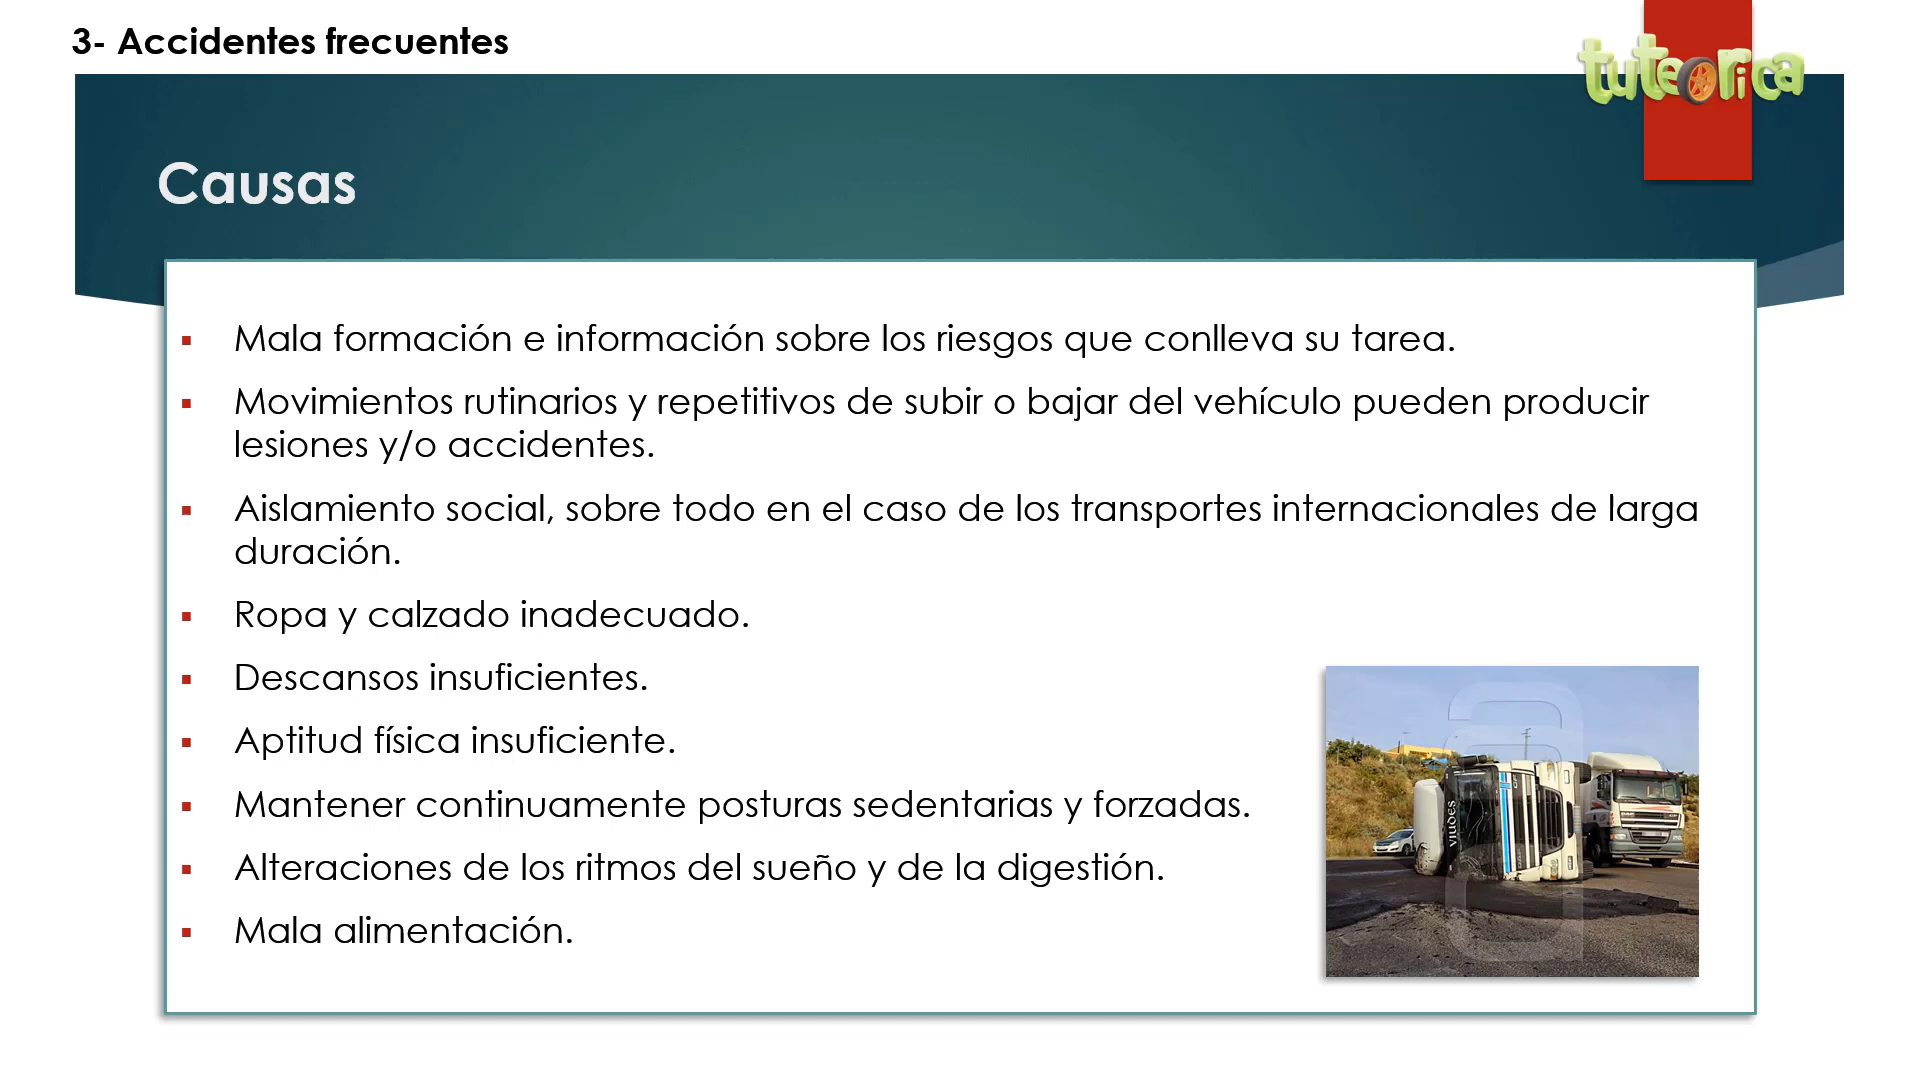 3- Accidentes frecuentes
tuteorica
Causas
Mala formación e información sobre los riesgos que conlleva su tarea.
Movimientos rutinarios y repetitivos de subir o bajar del vehículo pueden producir
lesiones y/o accidentes.
Aislamiento social, sobre todo en el caso de los transportes internacionales de larga
duración.
Ropa y calzado inadecuado.
Descansos insuficientes.
Aptitud física insuficiente.
Mantener continuamente posturas sedentarias y forzadas.
Alteraciones de los ritmos del sueño y de la digestión.
Mala alimentación.
VIUDES